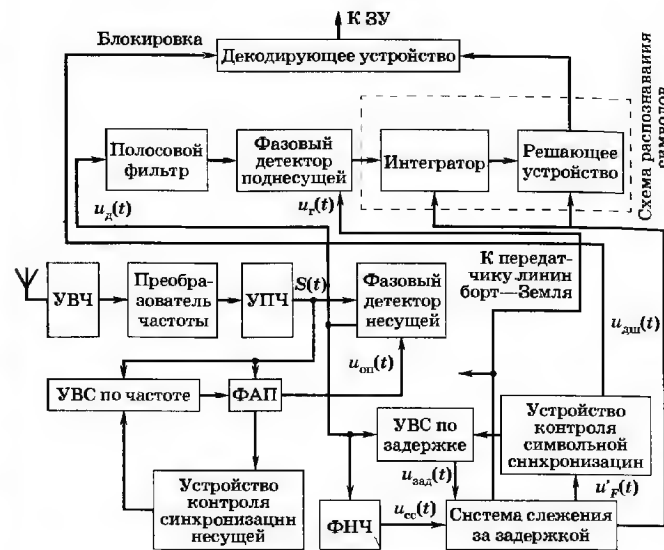 К ЗУ
Блокировка
Декодирующее устройство
Схема распознавания
символов
Полосовой
фильтр
Фазовый
детектор
поднесущей
Интегратор
Решающее
устройство
uд(t)
uг(t)
К передат-
чику линии
борт—Земля
УВЧ
Преобра-
зователь
частоты
УПЧ
S(t)
Фазовый
детектор
несущей
uдш(t)
uоп(t)
УВС по частоте
ФАП
УВС по
задержке
Устройство
контроля
символьной
синхронизации
Устройство
контроля
синхронизации
несущей
uзад(t)
u'F(t)
ФНЧ
uсс(t)
Система слежения
за задержкой